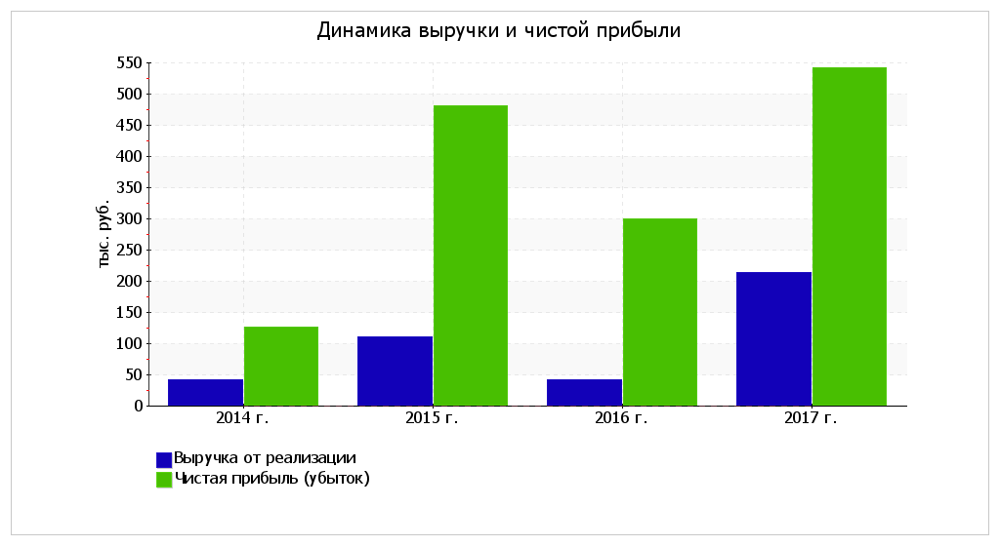 Динамика выручки и чистой прибыли
тыс. руб.
550
500
450
400
350
300
250
200
150
100
50
0
2014 г.
2015 г.
2016 г.
2017 г.
Выручка от реализации
Чистая прибыль (убыток)